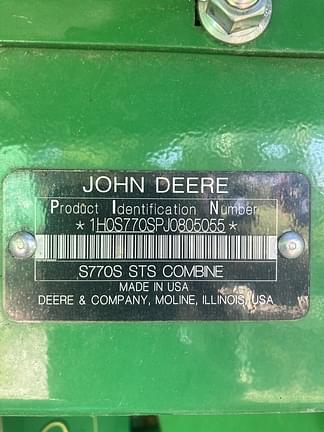 JOHN DEERE
Product Identification Number
*1H0S770SPJ0805055*
S770S STS COMBINE
MADE IN USA
DEERE & COMPANY, MOLINE, ILLINOIS, USA